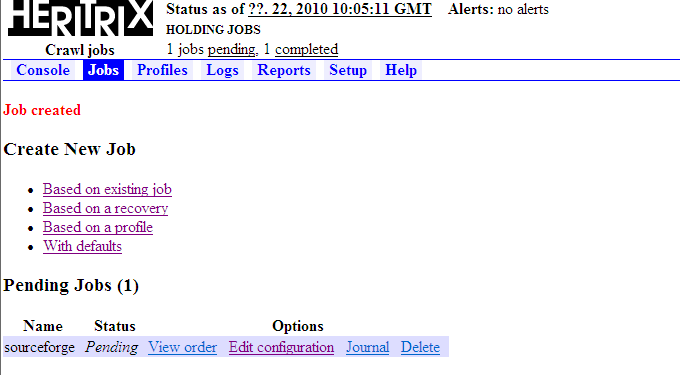 HERITRIX
Status as of ??. 22, 2010 10:05:11 GMT Alerts: no alerts
HOLDING JOBS
Crawl jobs 1 jobs pending, 1 completed
Console Jobs Profiles Logs Reports Setup Help
Job created
Create New Job
Based on existing job
Based on a recovery
Based on a profile
With defaults
Pending Jobs (1)
Name Status Options
sourceforge Pending View order Edit configuration Journal Delete